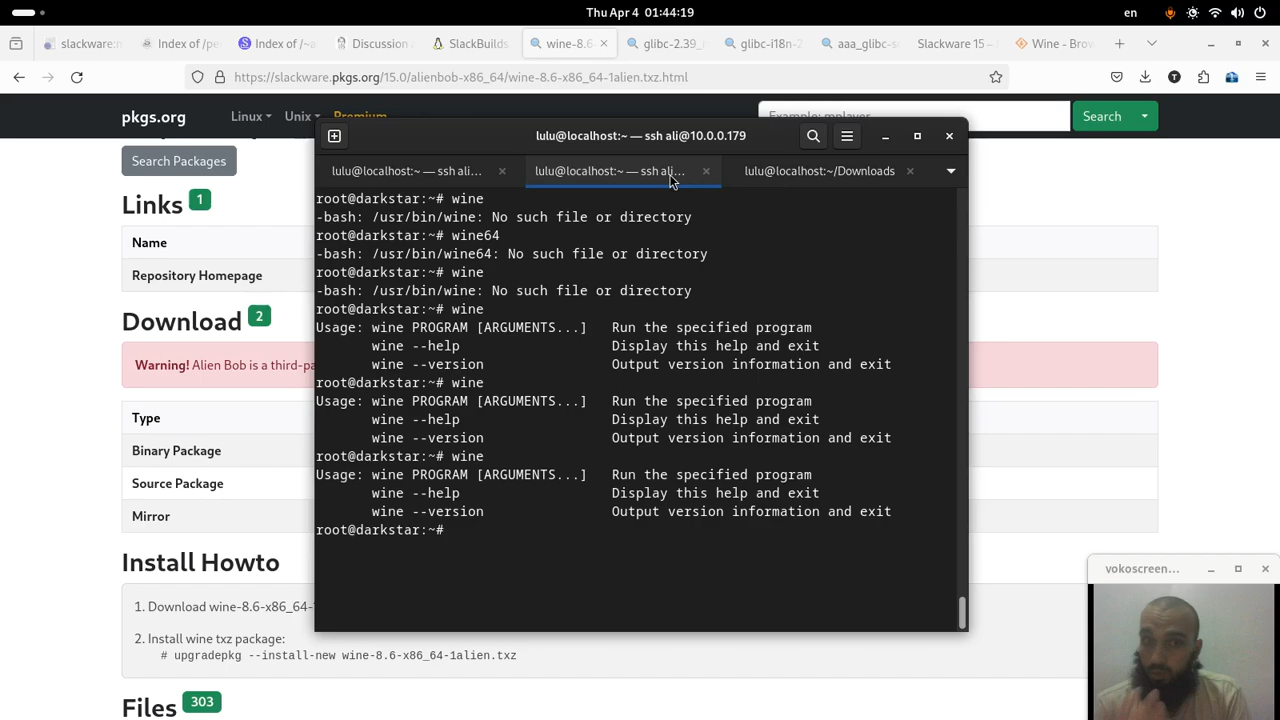 Thu Apr 4 01:44:19
en
slackware:n
Index of /pe
Index of /~a
Discussion
SlackBuilds
wine-8.6-
glibc-2.39_
glibc-i18n-2
aaa_glibc-s
Slackware 15 –
Wine - Brow
https://slackware.pkgs.org/15.0/alienbob-x86_64/wine-8.6-x86_64-1alien.txz.html
pkgs.org
Linux
Unix
Premium
Search
Search Packages
Links 1
Name
Repository Homepage
Download 2
Warning! Alien Bob is a third-pa
Type
Binary Package
Source Package
Mirror
Install Howto
1. Download wine-8.6-x86_64-
2. Install wine txz package:
# upgradepkg --install-new wine-8.6-x86_64-1alien.txz
Files 303
lulu@localhost:~ — ssh ali@10.0.0.179
lulu@localhost:~ — ssh ali...
lulu@localhost:~ — ssh ali...
lulu@localhost:~/Downloads
root@darkstar:~# wine
-bash: /usr/bin/wine: No such file or directory
root@darkstar:~# wine64
-bash: /usr/bin/wine64: No such file or directory
root@darkstar:~# wine
-bash: /usr/bin/wine: No such file or directory
root@darkstar:~# wine
Usage: wine PROGRAM [ARGUMENTS...]   Run the specified program
wine --help                Display this help and exit
wine --version             Output version information and exit
root@darkstar:~# wine
Usage: wine PROGRAM [ARGUMENTS...]   Run the specified program
wine --help                Display this help and exit
wine --version             Output version information and exit
root@darkstar:~# wine
Usage: wine PROGRAM [ARGUMENTS...]   Run the specified program
wine --help                Display this help and exit
wine --version             Output version information and exit
root@darkstar:~#
vokoscreen...